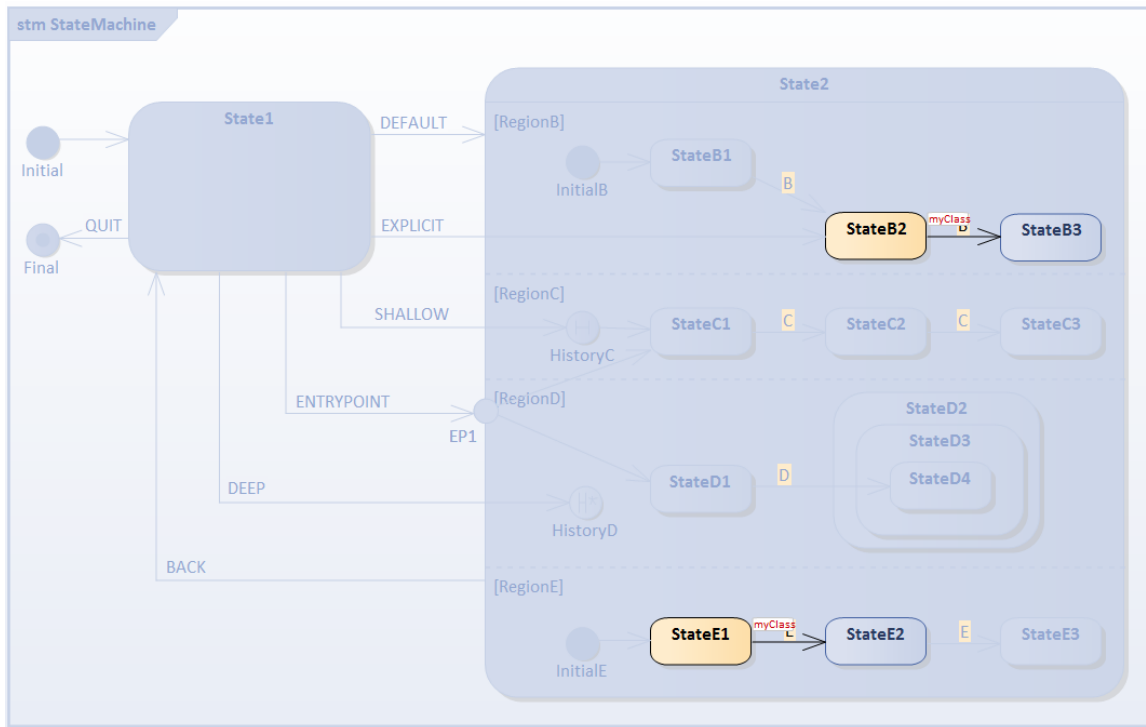 stm StateMachine
State2
State1
DEFAULT
[RegionB]
StateB1
Initial
InitialB
B
myClass
QUIT
EXPLICIT
StateB2
StateB3
Final
[RegionC]
SHALLOW
StateC1
C
StateC2
C
StateC3
HistoryC
ENTRYPOINT
[RegionD]
StateD2
EP1
StateD3
StateD1
D
StateD4
DEEP
H*
HistoryD
BACK
[RegionE]
myClass
StateE1
StateE2
E
StateE3
InitialE